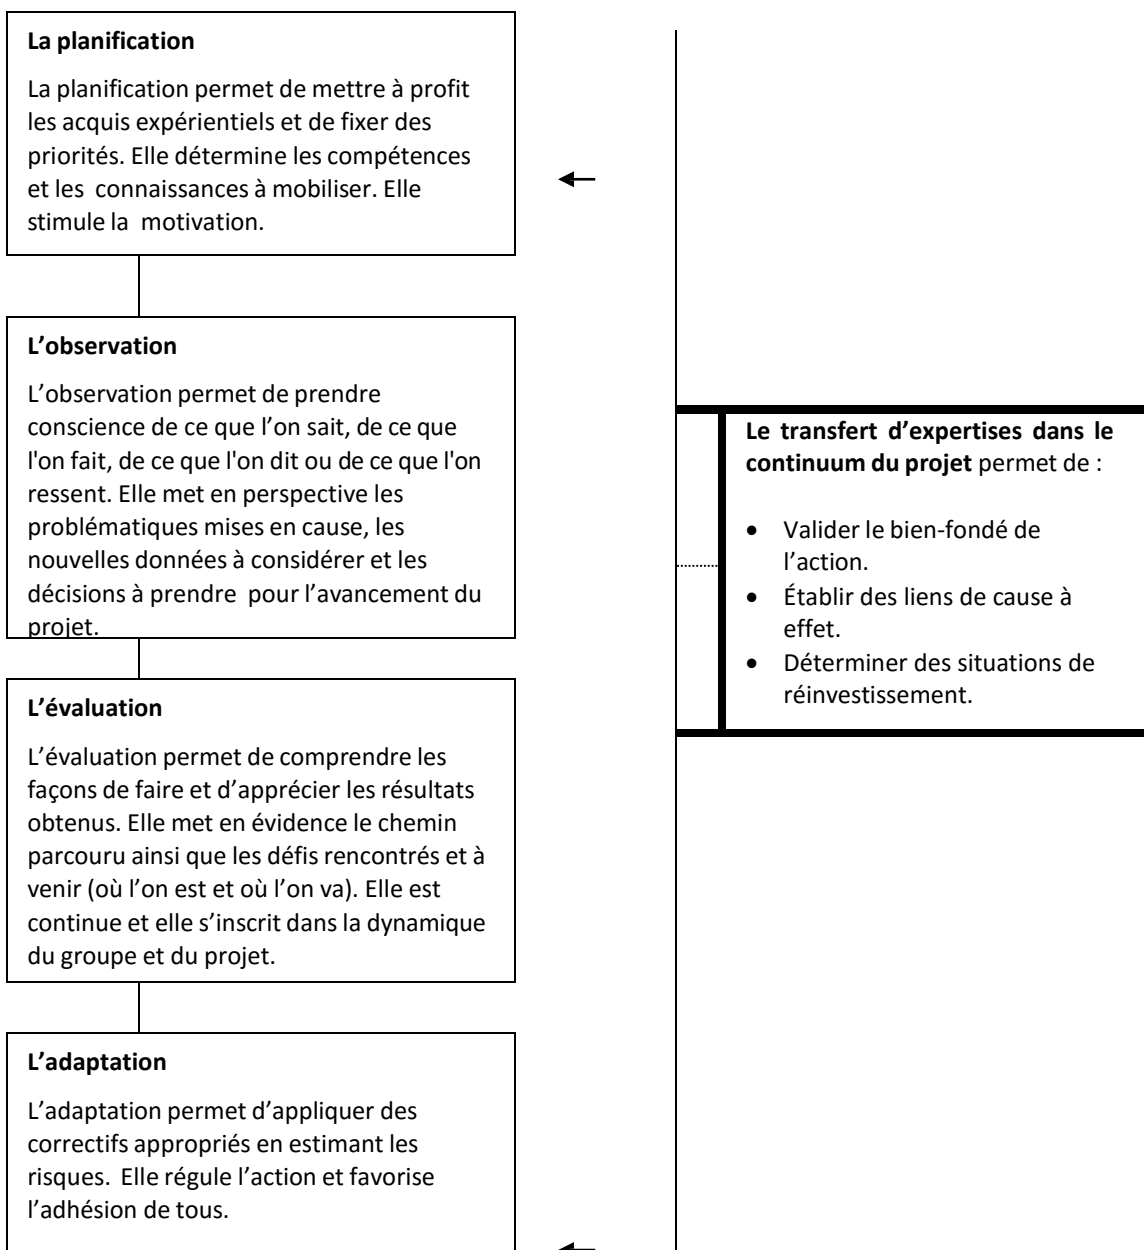 La planification
La planification permet de mettre à profit
les acquis expérientiels et de fixer des
priorités. Elle détermine les compétences
et les connaissances à mobiliser. Elle
stimule la motivation.
L’observation
L’observation permet de prendre
conscience de ce que l’on sait, de ce que
l'on fait, de ce que l'on dit ou de ce que l'on
ressent. Elle met en perspective les
problématiques mises en cause, les
nouvelles données à considérer et les
décisions à prendre pour l’avancement du
projet.
L’évaluation
L’évaluation permet de comprendre les
façons de faire et d’apprécier les résultats
obtenus. Elle met en évidence le chemin
parcouru ainsi que les défis rencontrés et à
venir (où l’on est et où l’on va). Elle est
continue et elle s’inscrit dans la dynamique
du groupe et du projet.
L’adaptation
L’adaptation permet d’appliquer des
correctifs appropriés en estimant les
risques. Elle régule l’action et favorise
l’adhésion de tous.
Le transfert d’expertises dans le
continuum du projet permet de :
• Valider le bien-fondé de
l’action.
• Établir des liens de cause à
effet.
• Déterminer des situations de
réinvestissement.